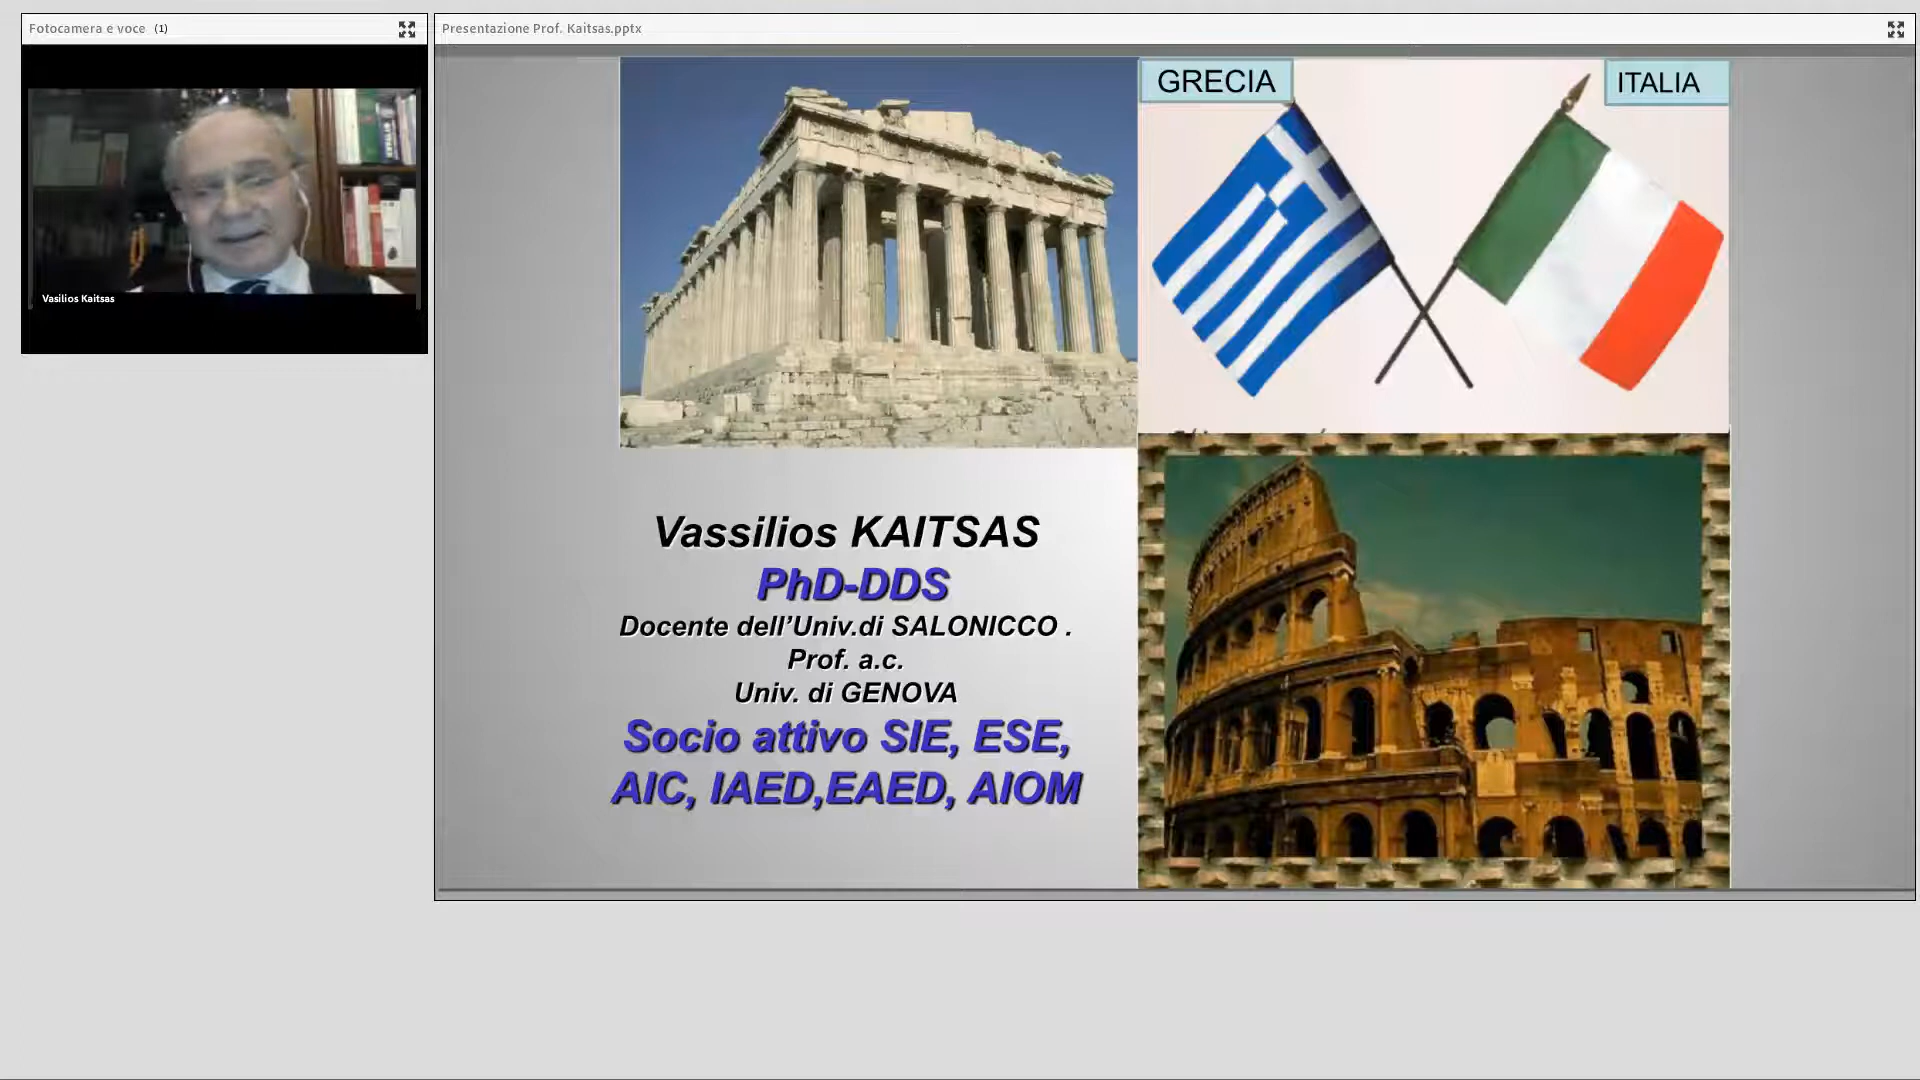 Fotocamera e voce (1)
Vasilios Kaitsas
Presentazione Prof. Kaitsas.pptx
GRECIA
ITALIA
Vassilios KAITSAS
PhD-DDS
Docente dell’Univ.di SALONICCO .
Prof. a.c.
Univ. di GENOVA
Socio attivo SIE, ESE,
AIC, IAED,EAED, AIOM